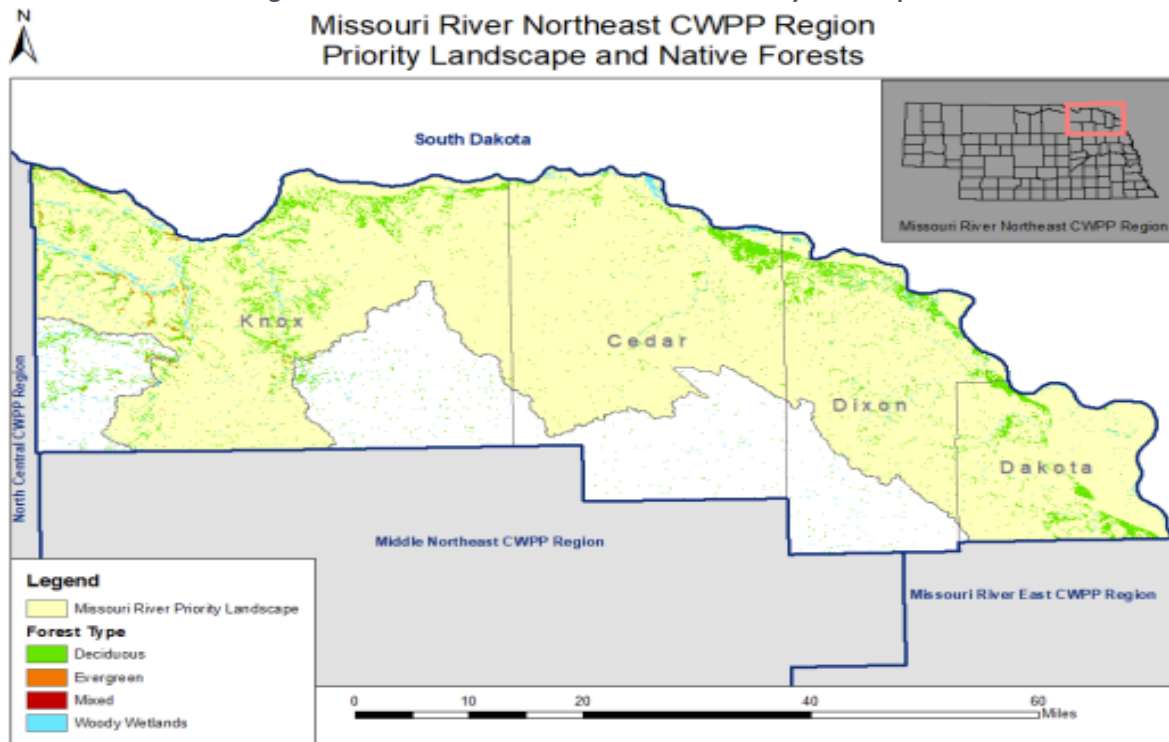 N
Missouri River Northeast CWPP Region
Priority Landscape and Native Forests
South Dakota
Missouri River Northeast CWPP Region
Knox
Cedar
Dixon
Dakota
North Central CWPP Region
Middle Northeast CWPP Region
Missouri River East CWPP Region
Legend
Missouri River Priority Landscape
Forest Type
Deciduous
Evergreen
Mixed
Woody Wetlands
0 10 20 40 60
Miles